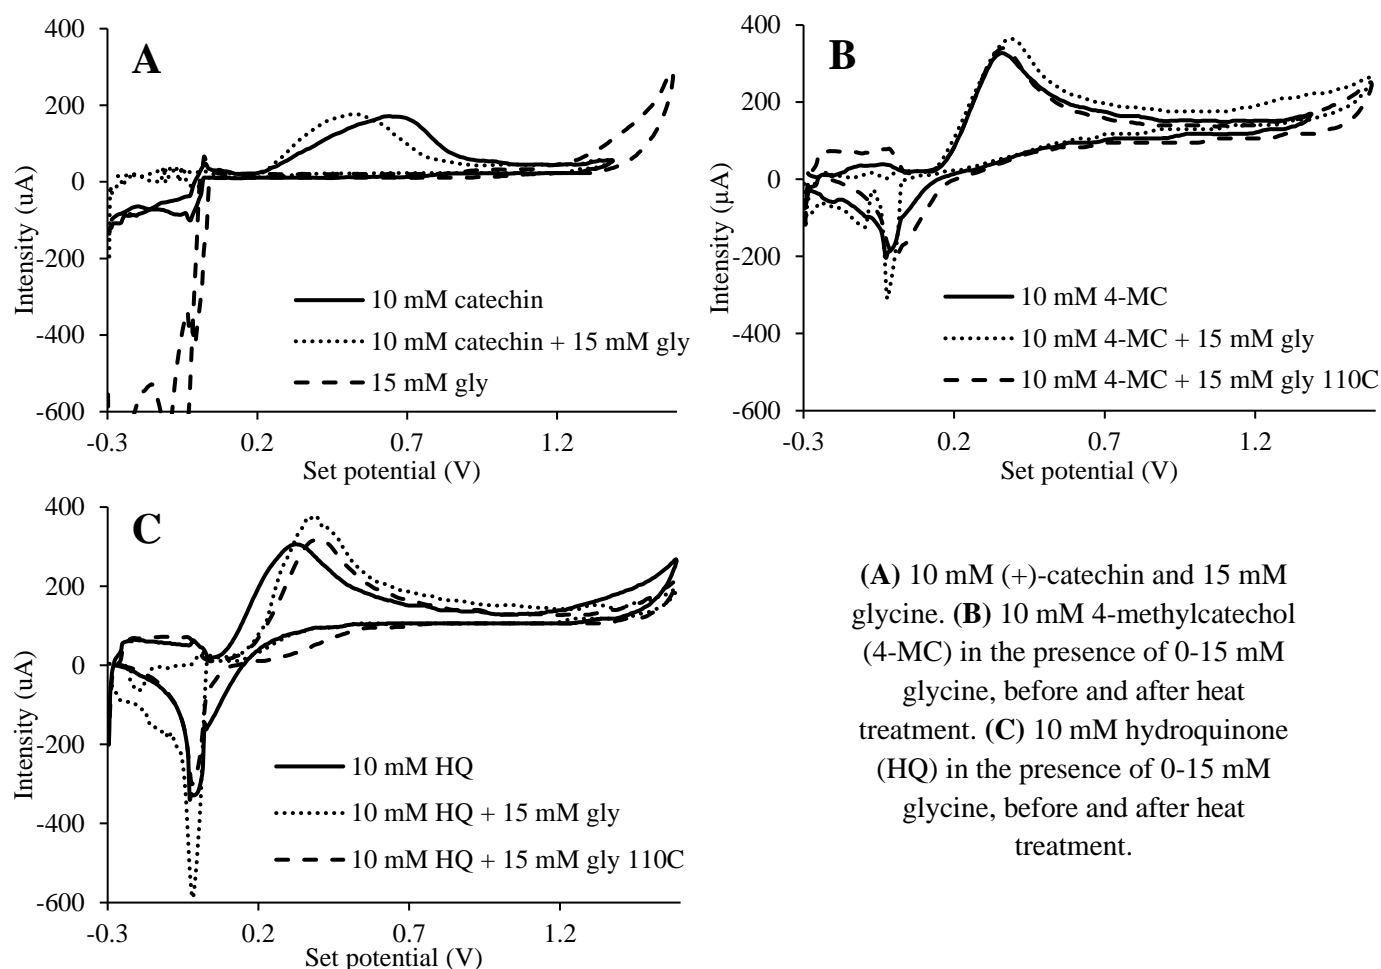 A
400
200
0
-200
-400
-600
Intensity (uA)
10 mM catechin
10 mM catechin + 15 mM gly
15 mM gly
-0.3
0.2
0.7
1.2
Set potential (V)
B
400
200
0
-200
-400
-600
Intensity (μA)
10 mM 4-MC
10 mM 4-MC + 15 mM gly
10 mM 4-MC + 15 mM gly 110C
-0.3
0.2
0.7
1.2
Set potential (V)
C
400
200
0
-200
-400
-600
Intensity (uA)
10 mM HQ
10 mM HQ + 15 mM gly
10 mM HQ + 15 mM gly 110C
-0.3
0.2
0.7
1.2
Set potential (V)
(A) 10 mM (+)-catechin and 15 mM
glycine. (B) 10 mM 4-methylcatechol
(4-MC) in the presence of 0-15 mM
glycine, before and after heat
treatment. (C) 10 mM hydroquinone
(HQ) in the presence of 0-15 mM
glycine, before and after heat
treatment.